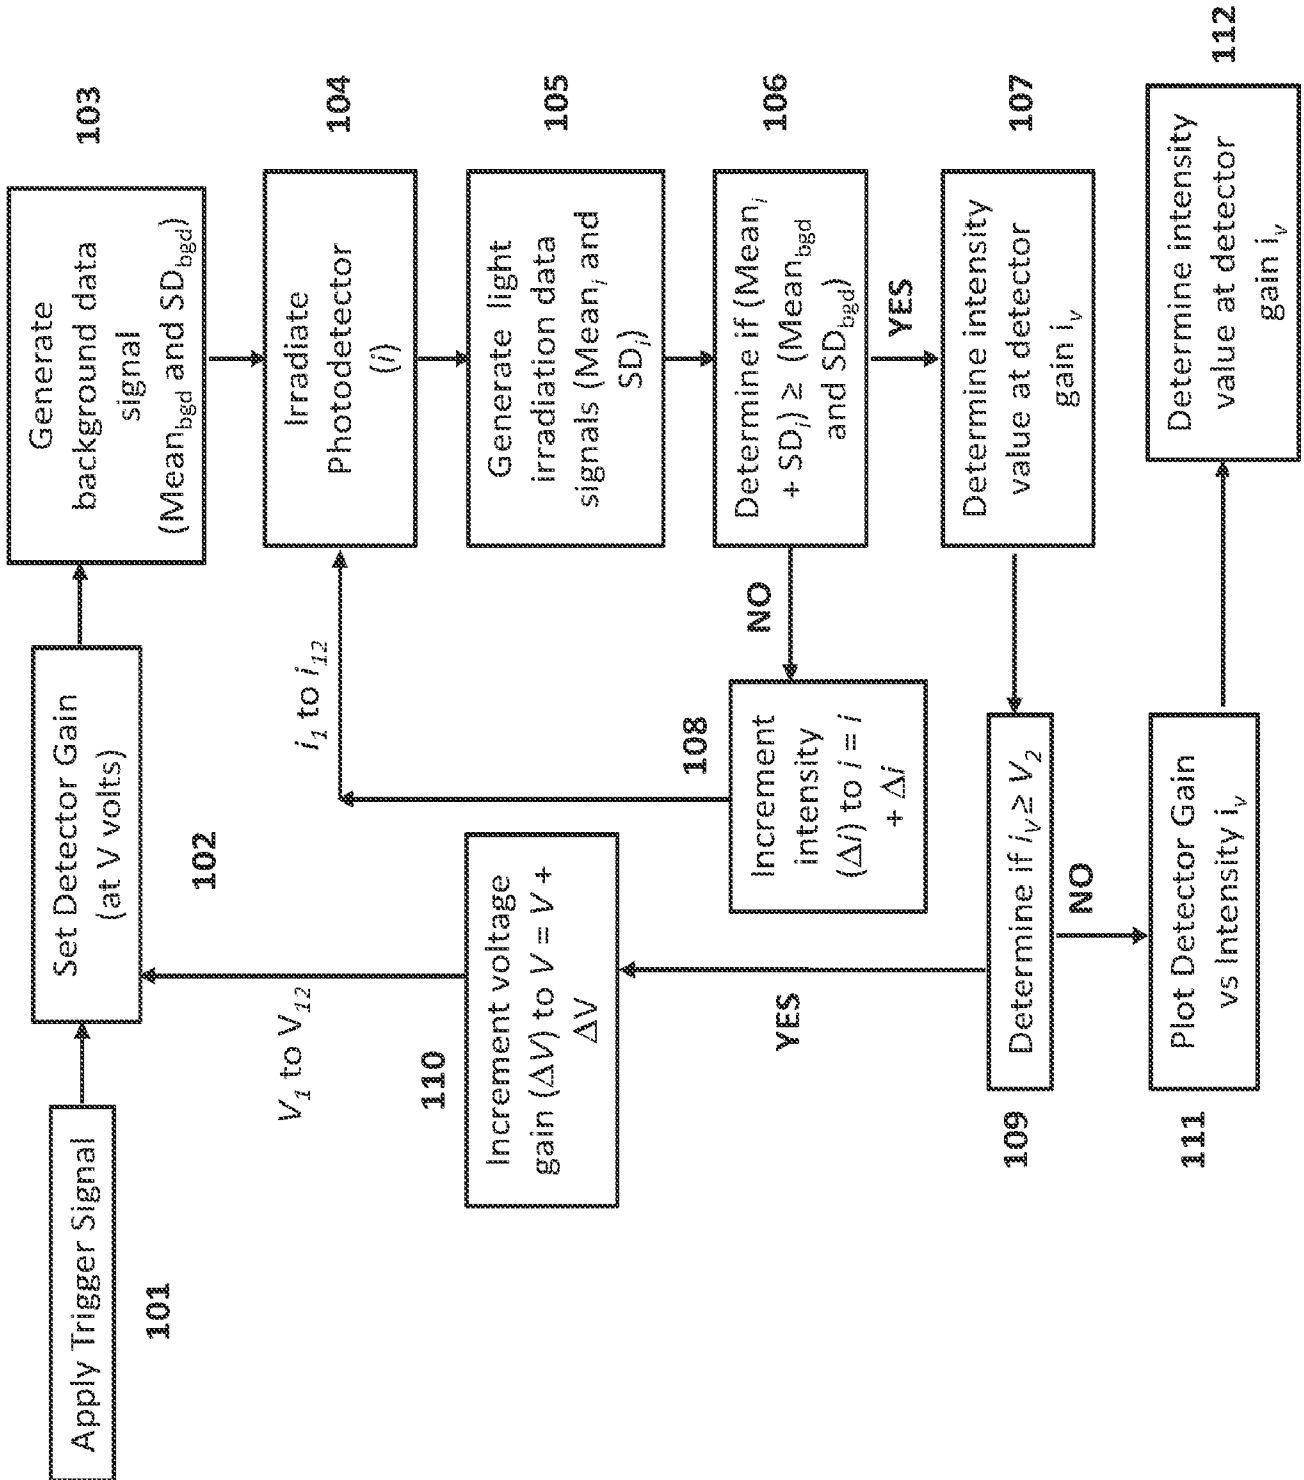 Apply Trigger Signal
101
Set Detector Gain
(at V volts)
102
Generate
background data
signal
(Mean_bgd and SD_bgd)
103
Irradiate
Photodetector
(i)
104
Generate light
irradiation data
signals (Mean_i and
SD_i)
105
Determine if (Mean_i
+ SD_i) ≥ (Mean_bgd
and SD_bgd)
106
YES
NO
Determine intensity
value at detector
gain i_v
107
108
Increment
intensity
(Δi) to i = i
+ Δi
i_1 to i_12
Determine if i_v ≥ V_2
109
YES
NO
110
Increment voltage
gain (ΔV) to V = V +
ΔV
V_1 to V_12
Plot Detector Gain
vs Intensity i_v
111
Determine intensity
value at detector
gain i_v
112